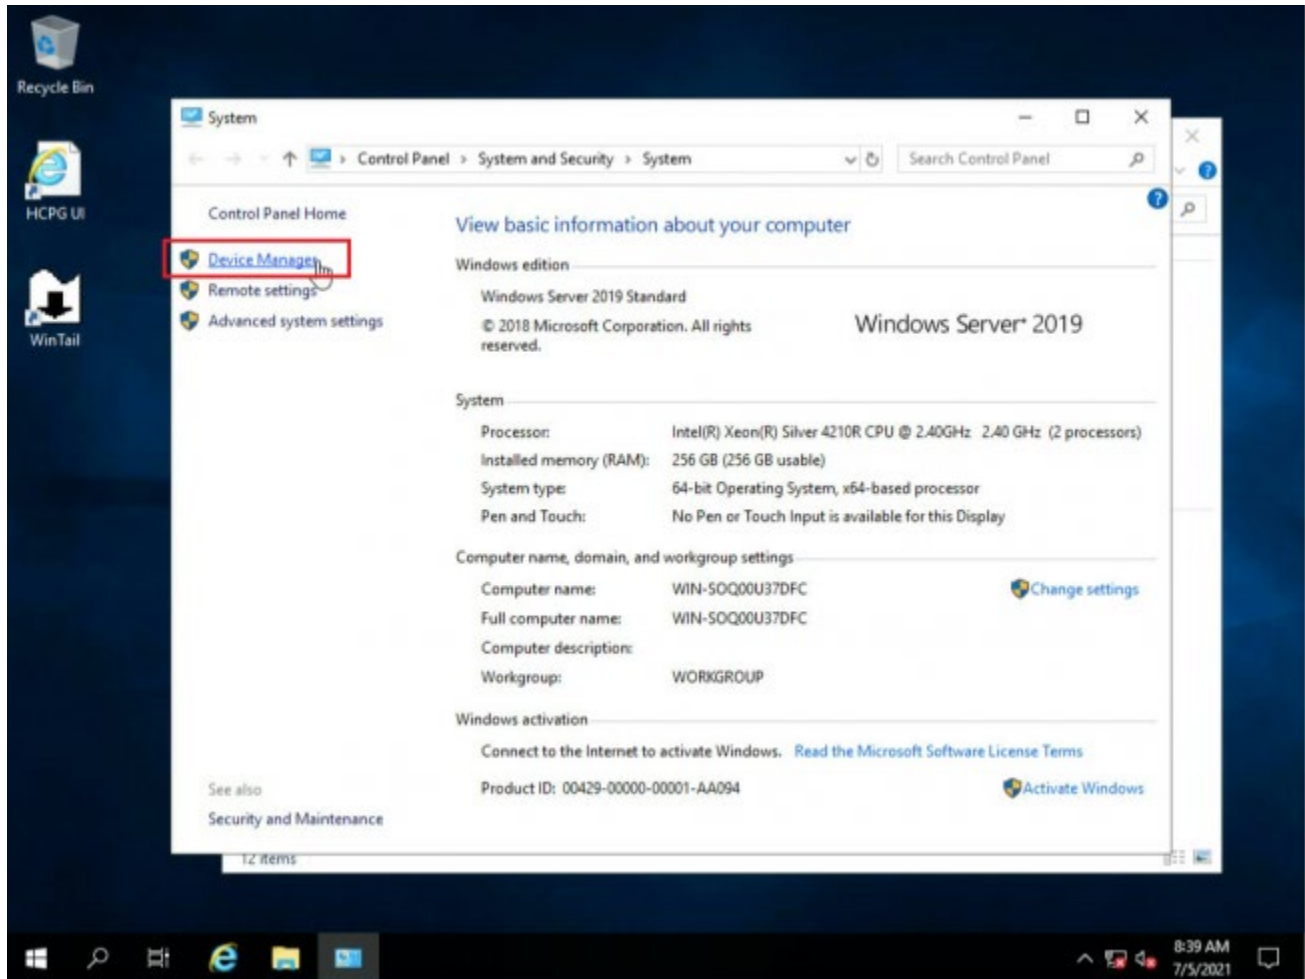 Recycle Bin
HCPG UI
WinTail
System
Control Panel > System and Security > System
Search Control Panel
Control Panel Home
Device Manager
Remote settings
Advanced system settings
View basic information about your computer
Windows edition
Windows Server 2019 Standard
© 2018 Microsoft Corporation. All rights
reserved.
Windows Server 2019
System
Processor: Intel(R) Xeon(R) Silver 4210R CPU @ 2.40GHz 2.40 GHz (2 processors)
Installed memory (RAM): 256 GB (256 GB usable)
System type: 64-bit Operating System, x64-based processor
Pen and Touch: No Pen or Touch Input is available for this Display
Computer name, domain, and workgroup settings
Computer name: WIN-SOQ00U37DFC Change settings
Full computer name: WIN-SOQ00U37DFC
Computer description:
Workgroup: WORKGROUP
Windows activation
Connect to the Internet to activate Windows. Read the Microsoft Software License Terms
Product ID: 00429-00000-00001-AA094 Activate Windows
See also
Security and Maintenance
12 items
8:39 AM
7/5/2021